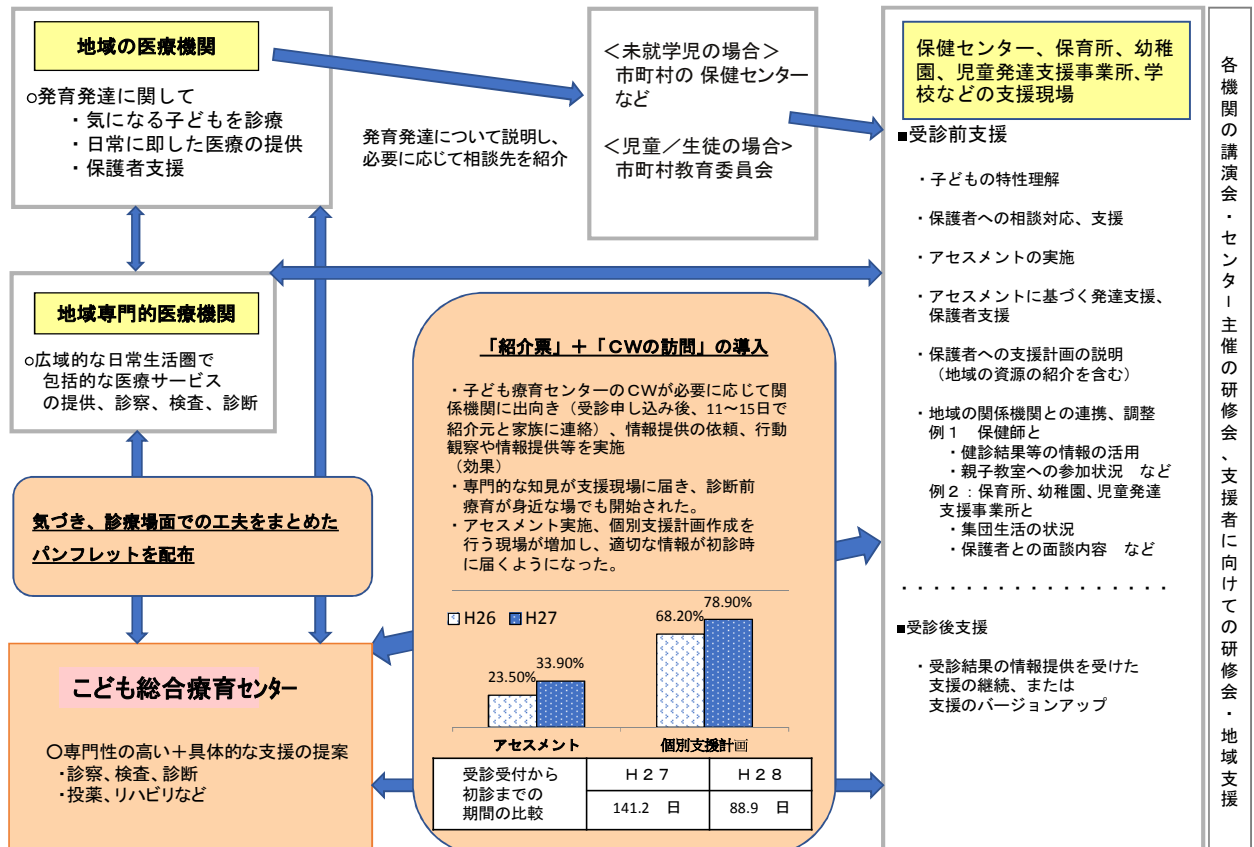 地域の医療機関
○発育発達に関して
・気になる子どもを診療
・日常に即した医療の提供
・保護者支援
発育発達について説明し、
必要に応じて相談先を紹介
＜未就学児の場合＞
市町村の 保健センター
など
＜児童／生徒の場合>
市町村教育委員会
地域専門的医療機関
○広域的な日常生活圏で
包括的な医療サービス
の提供、診察、検査、診断
気づき、診療場面での工夫をまとめた
パンフレットを配布
こども総合療育センター
〇専門性の高い＋具体的な支援の提案
・診察、検査、診断
・投薬、リハビリなど
「紹介票」＋「ＣＷの訪問」の導入
・子ども療育センターのＣＷが必要に応じて関
係機関に出向き（受診申し込み後、11～15日で
紹介元と家族に連絡）、情報提供の依頼、行動
観察や情報提供等を実施
（効果）
・専門的な知見が支援現場に届き、診断前
療育が身近な場でも開始された。
・アセスメント実施、個別支援計画作成を
行う現場が増加し、適切な情報が初診時
に届くようになった。
H26 H27
23.50%
33.90%
68.20%
78.90%
アセスメント
個別支援計画
受診受付から
初診までの
期間の比較
Ｈ２７
Ｈ２８
141.2 日
88.9 日
保健センター、保育所、幼稚
園、児童発達支援事業所、学
校などの支援現場
■受診前支援
・子どもの特性理解
・保護者への相談対応、支援
・アセスメントの実施
・アセスメントに基づく発達支援、
保護者支援
・保護者への支援計画の説明
（地域の資源の紹介を含む）
・地域の関係機関との連携、調整
例１ 保健師と
・健診結果等の情報の活用
・親子教室への参加状況 など
例２：保育所、幼稚園、児童発達
支援事業所と
・集団生活の状況
・保護者との面談内容 など
・・・・・・・・・・・・・・・・・
■受診後支援
・受診結果の情報提供を受けた
支援の継続、または
支援のバージョンアップ
各機関の講演会・センター主催の研修会、支援者に向けての研修会・地域支援